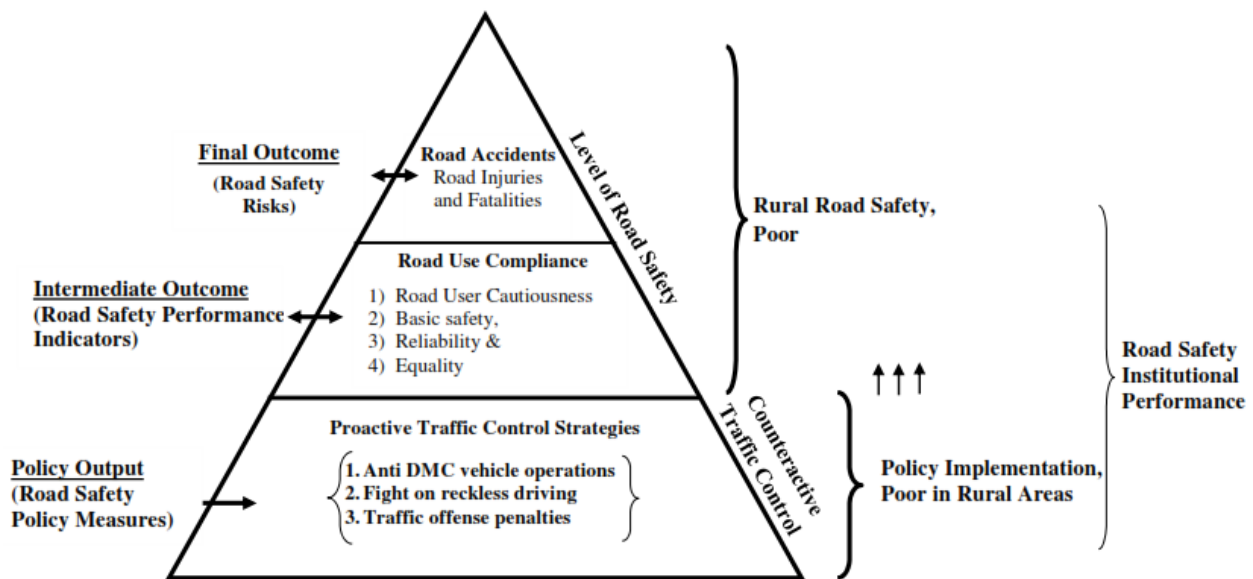 Final Outcome
(Road Safety
Risks)
Road Accidents
Road Injuries
and Fatalities
Level of Road Safety
Rural Road Safety,
Poor
Intermediate Outcome
(Road Safety Performance
Indicators)
Road Use Compliance
1) Road User Cautiousness
2) Basic safety,
3) Reliability &
4) Equality
Road Safety
Institutional
Performance
Policy Output
(Road Safety
Policy Measures)
Proactive Traffic Control Strategies
1. Anti DMC vehicle operations
2. Fight on reckless driving
3. Traffic offense penalties
Counteractive
Traffic Control
Policy Implementation,
Poor in Rural Areas